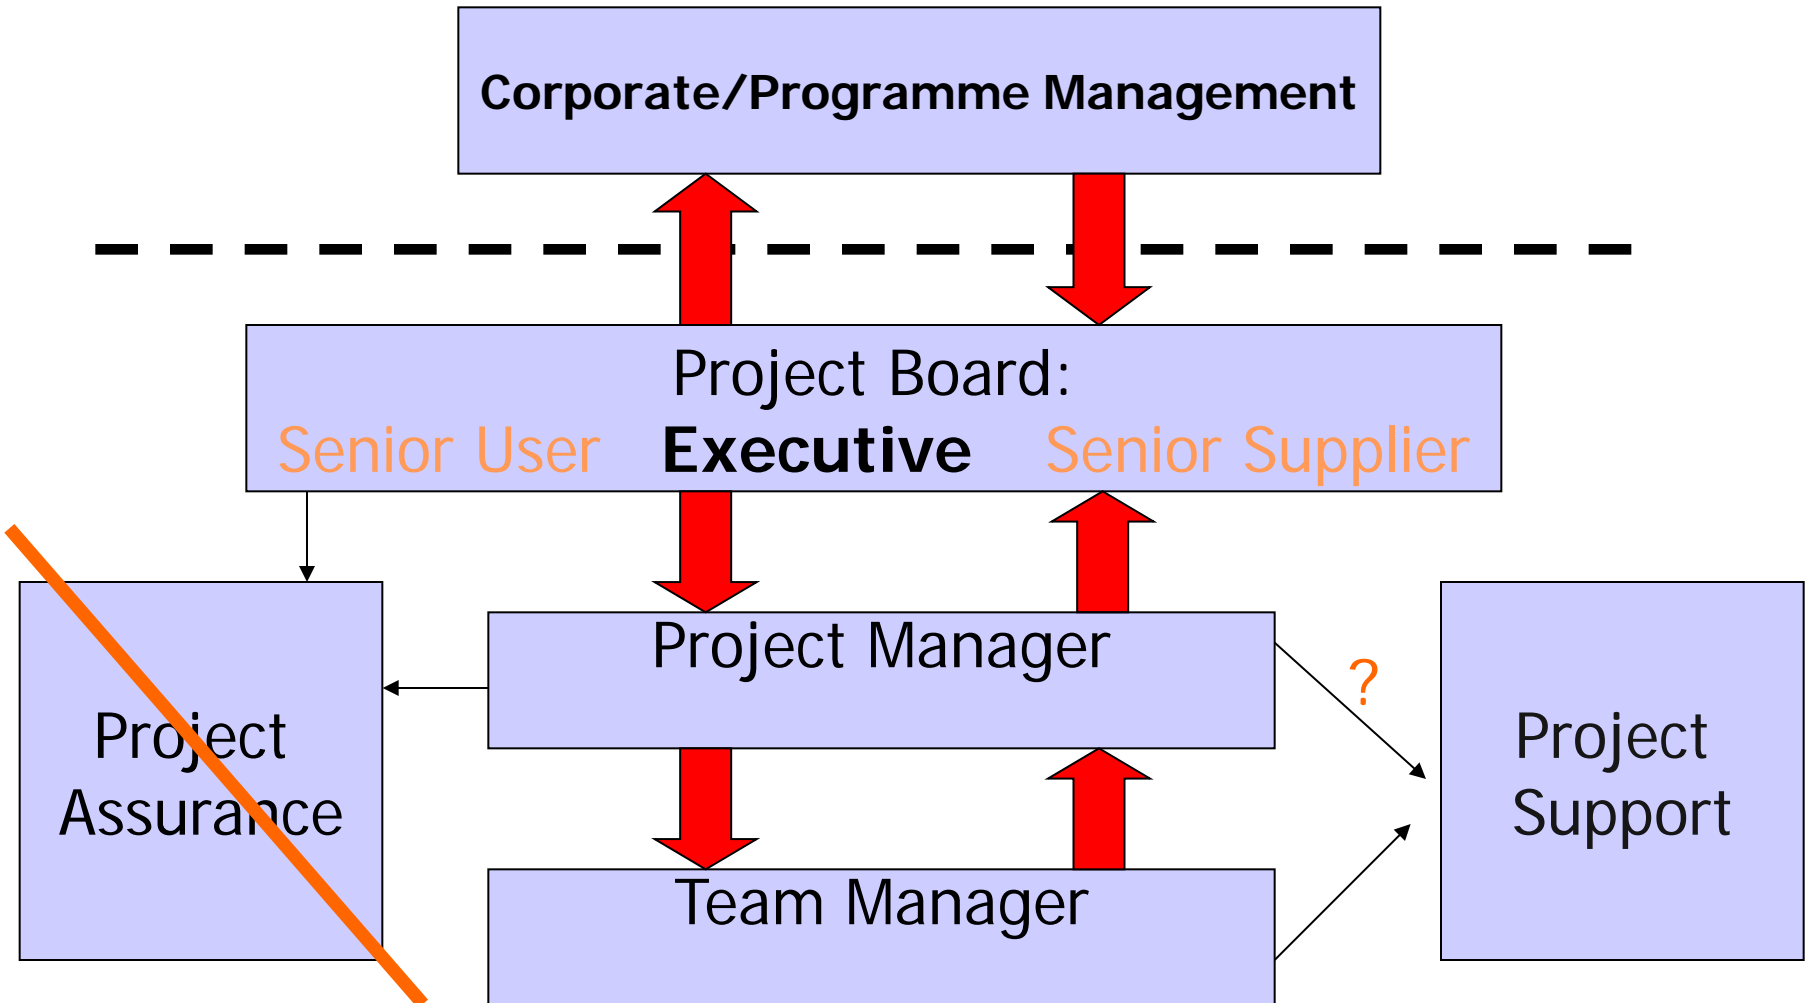 Corporate/Programme Management
Project Board:
Senior User Executive Senior Supplier
Project Manager
?
Project
Assurance
Project
Support
Team Manager